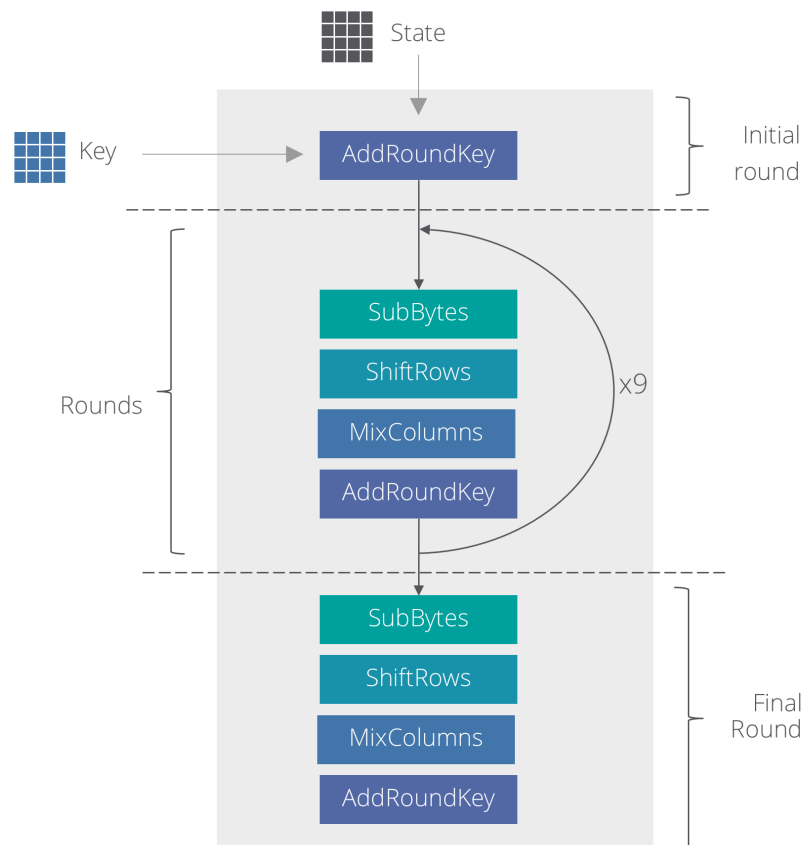 State
Key
AddRoundKey
Initial
round
SubBytes
ShiftRows
MixColumns
AddRoundKey
Rounds
x9
SubBytes
ShiftRows
MixColumns
AddRoundKey
Final
Round